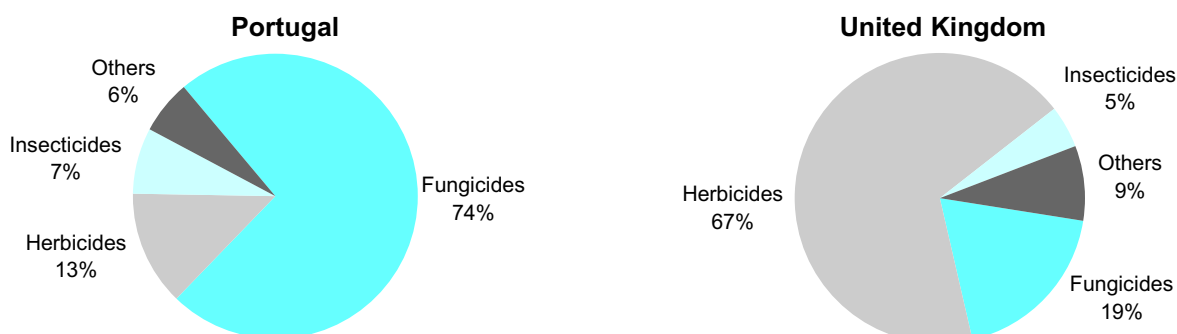 Portugal
Others
6%
Insecticides
7%
Fungicides
74%
Herbicides
13%
United Kingdom
Insecticides
5%
Others
9%
Herbicides
67%
Fungicides
19%